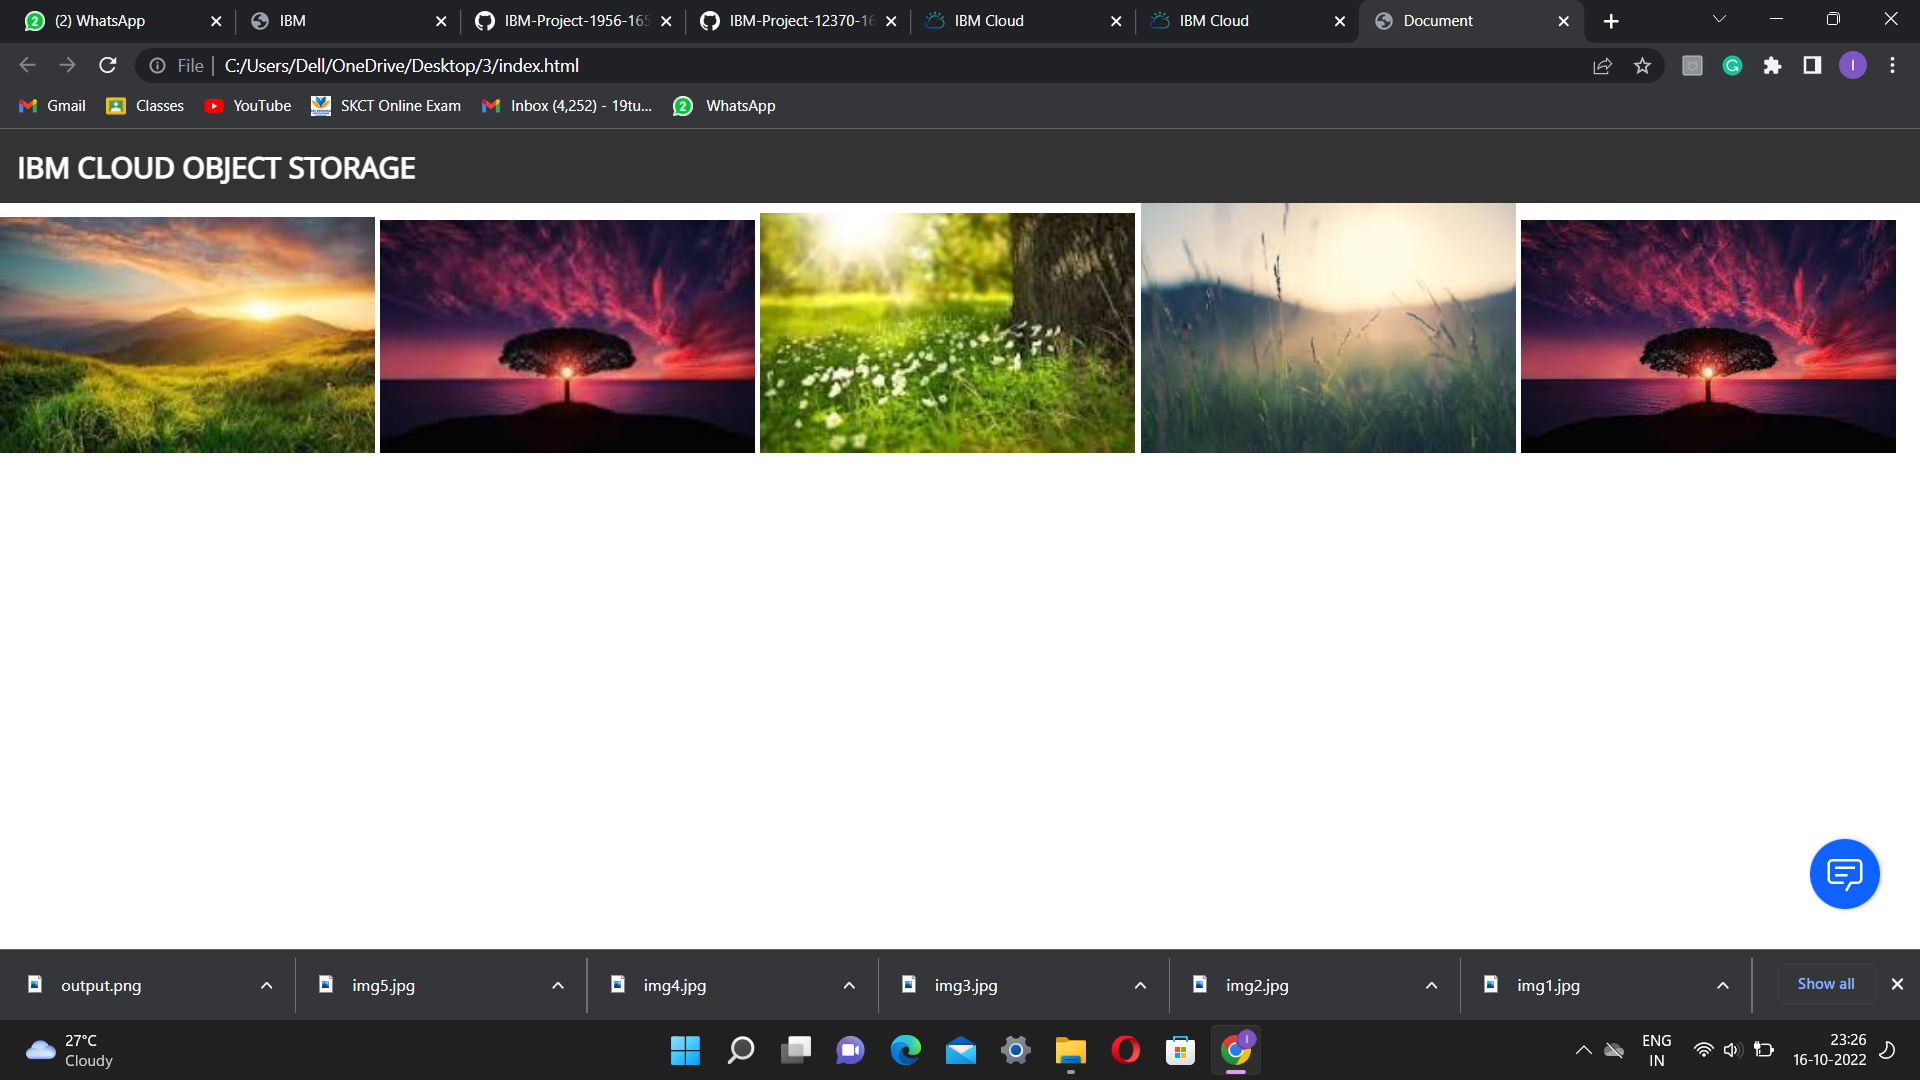 2 (2) WhatsApp
IBM
IBM-Project-1956-165
IBM-Project-12370-16
IBM Cloud
IBM Cloud
Document
File C:/Users/Dell/OneDrive/Desktop/3/index.html
G
I
Gmail
Classes
YouTube
SKCT Online Exam
Inbox (4,252) - 19tu...
2 WhatsApp
IBM CLOUD OBJECT STORAGE
output.png
img5.jpg
img4.jpg
img3.jpg
img2.jpg
img1.jpg
Show all
27°C
Cloudy
I
ENG
IN
23:26
16-10-2022